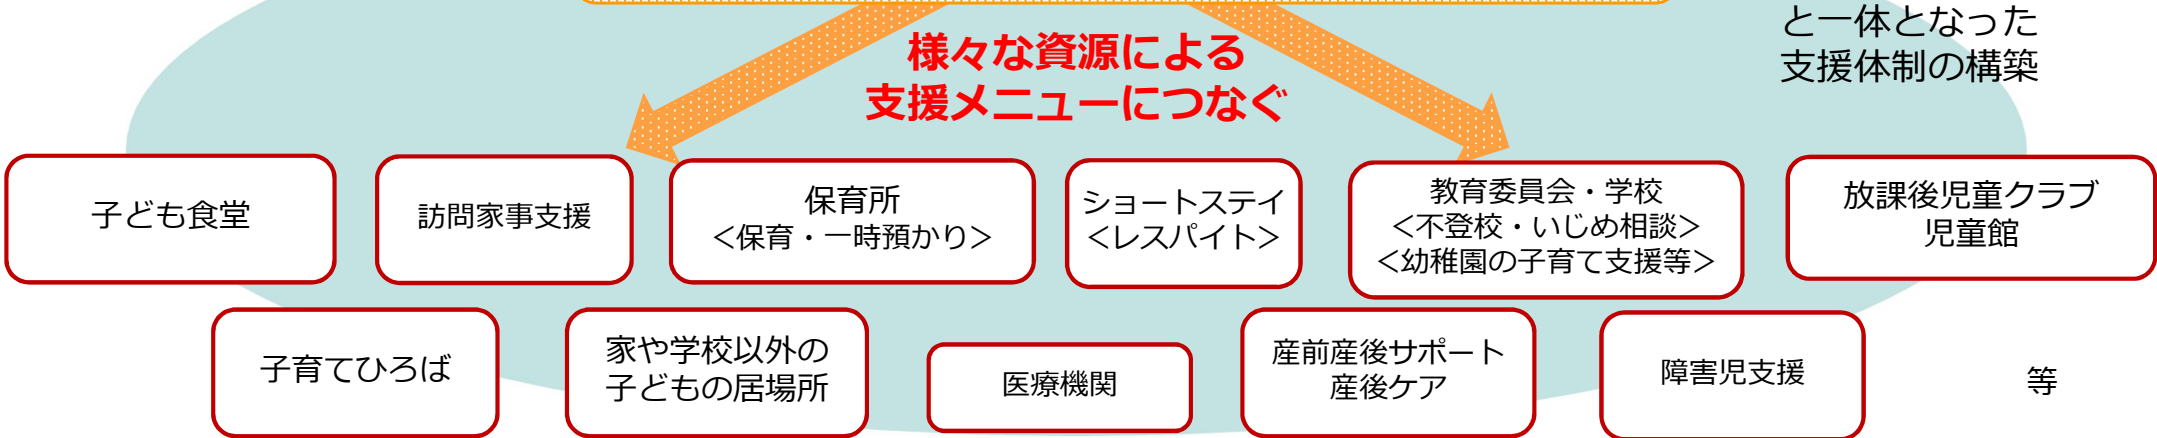 と一体となった
支援体制の構築
様々な資源による
支援メニューにつなぐ
子ども食堂
訪問家事支援
保育所
<保育・一時預かり>
ショートステイ
<レスパイト>
教育委員会・学校
<不登校・いじめ相談>
<幼稚園の子育て支援等>
放課後児童クラブ
児童館
子育てひろば
家や学校以外の
子どもの居場所
医療機関
産前産後サポート
産後ケア
障害児支援
等